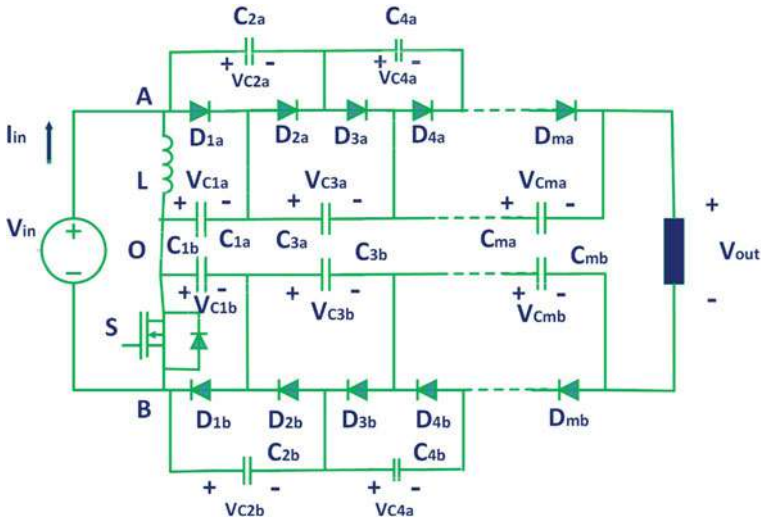 C2a C4a
+ - + -
VC2a VC4a
A
Iin
D1a D2a D3a D4a Dma
L
VC1a VC3a VCma
+ - + - + -
Vin + O C1b C1a C3a C3b Cma Cmb + Vout
-
+ - + - + - -
VC1b VC3b VCmb
S
B
D1b D2b D3b D4b Dmb
C2b C4b
+ - + -
VC2b VC4a